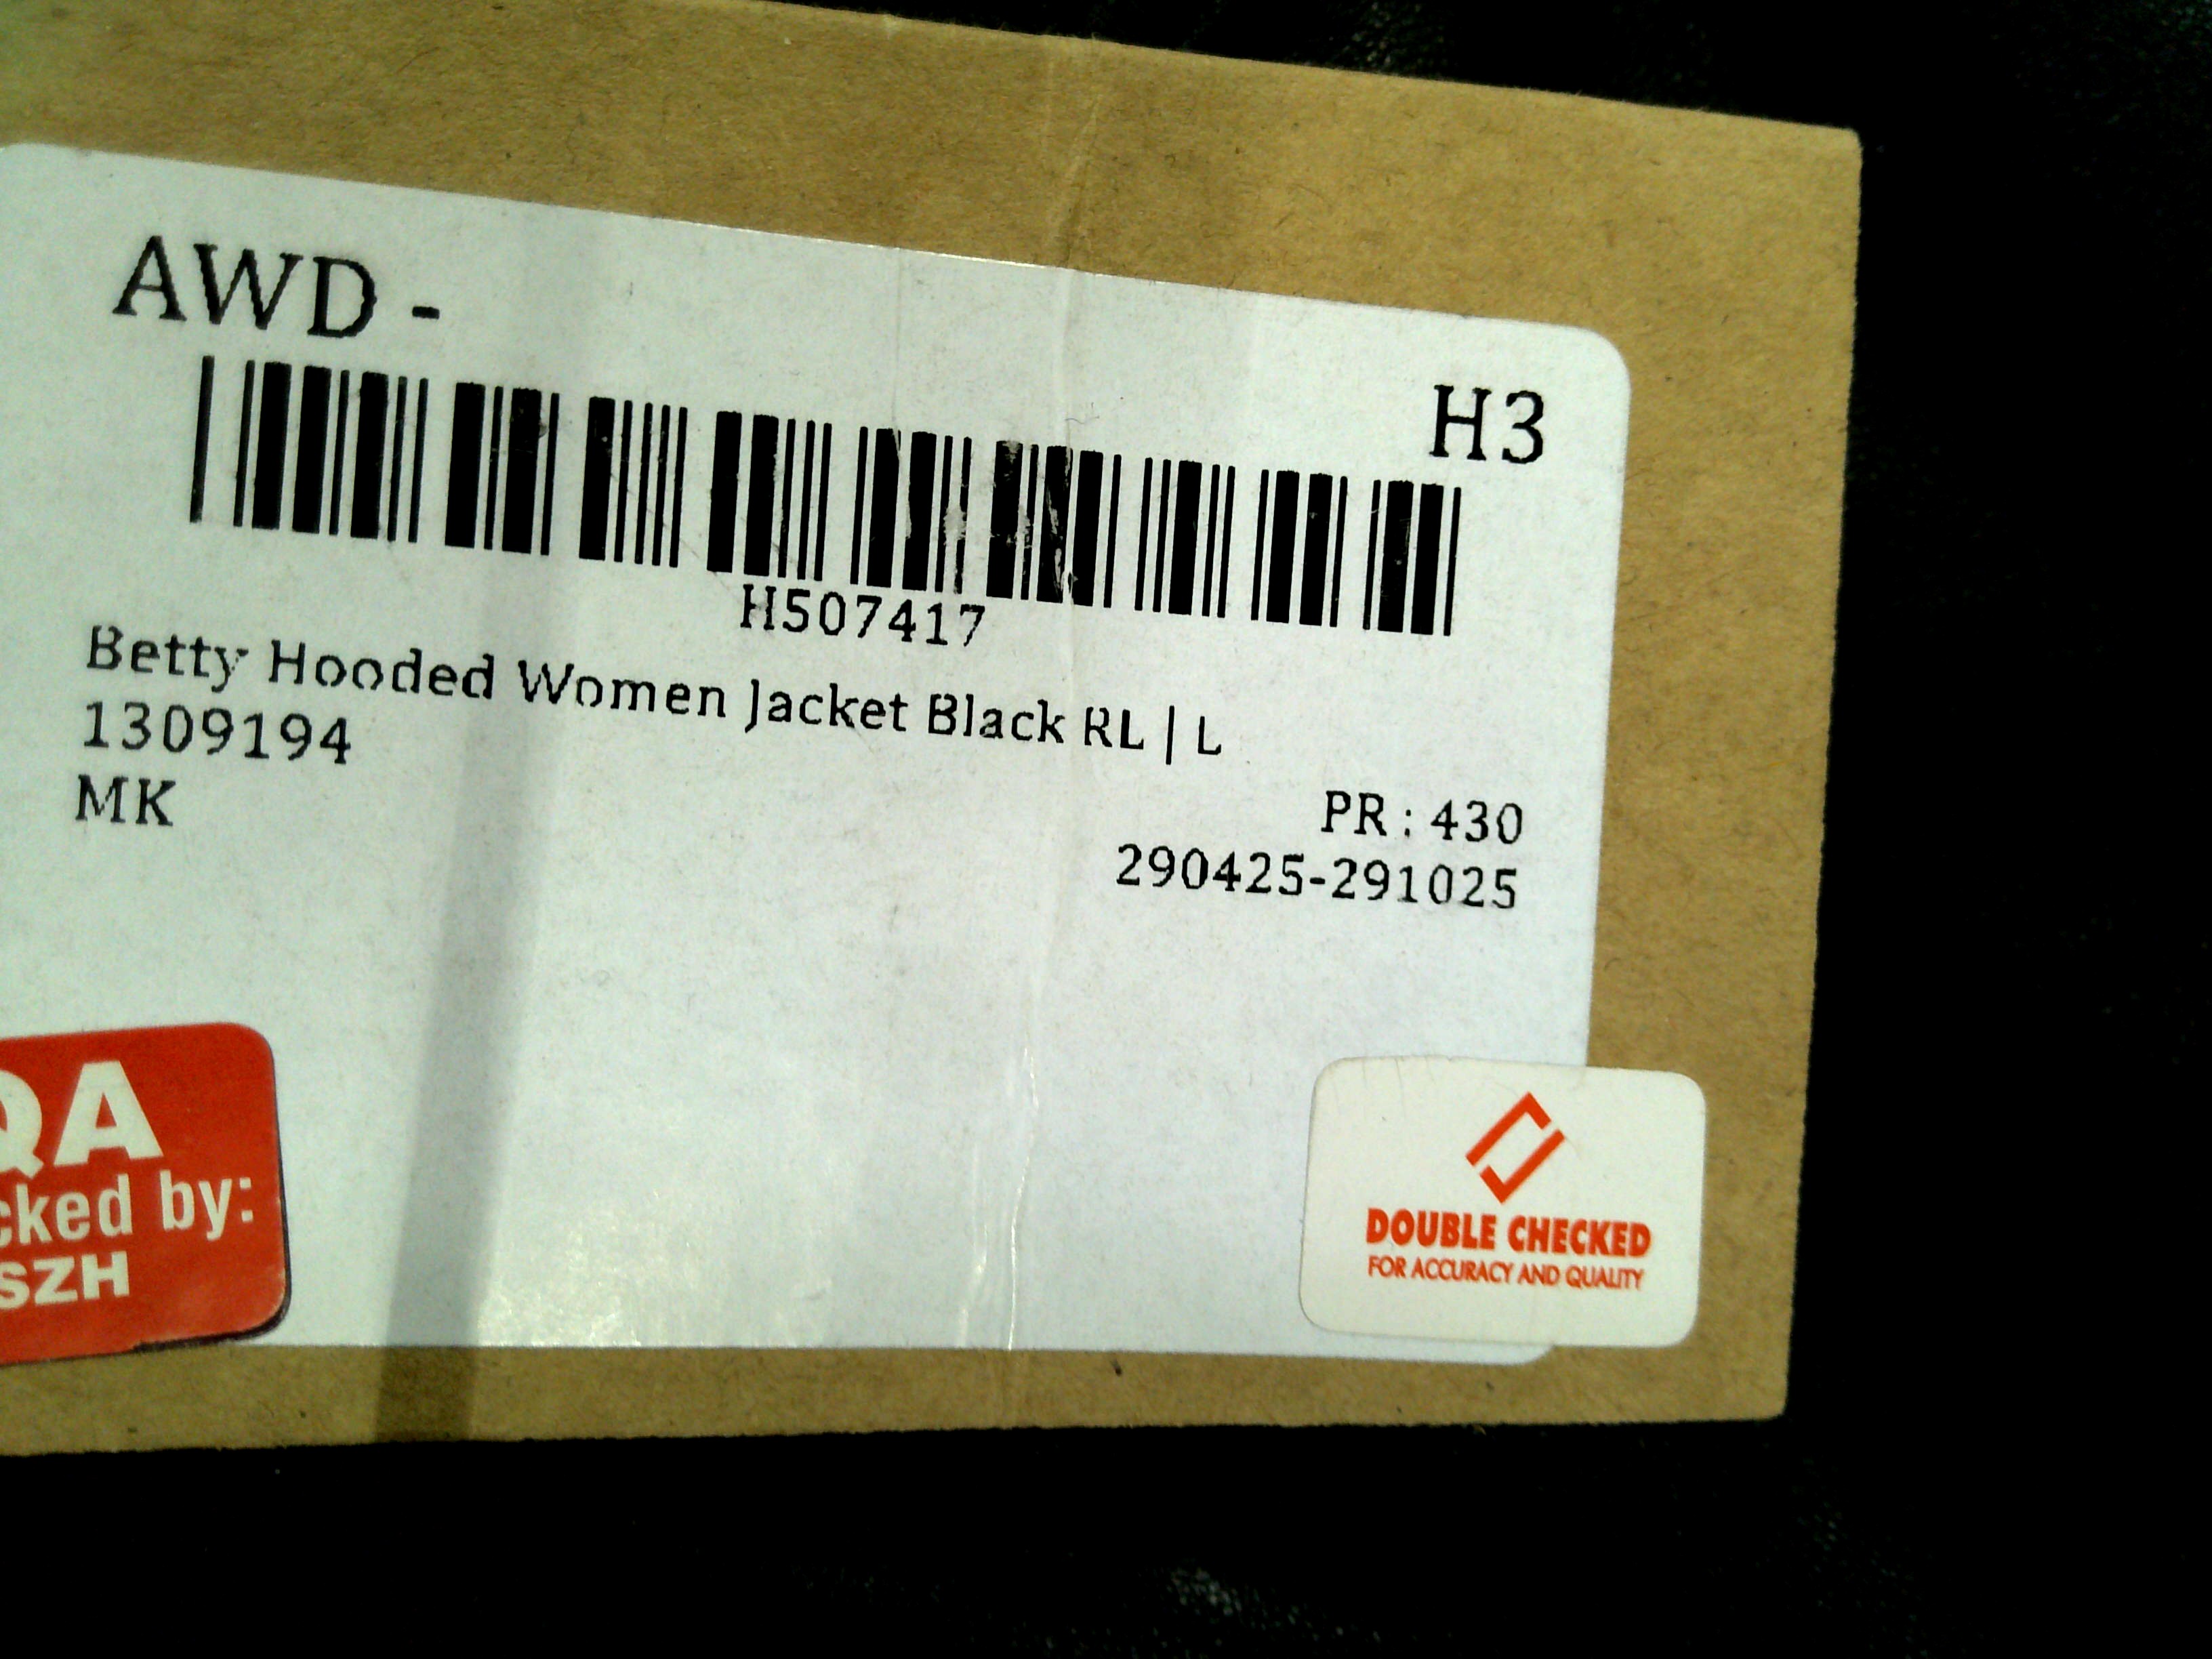 AWD -
H3
H507417
Betty Hooded Women Jacket Black RL | L
1309194
MK
PR : 430
290425-291025
QA
cked by:
SZH
DOUBLE CHECKED
FOR ACCURACY AND QUALITY